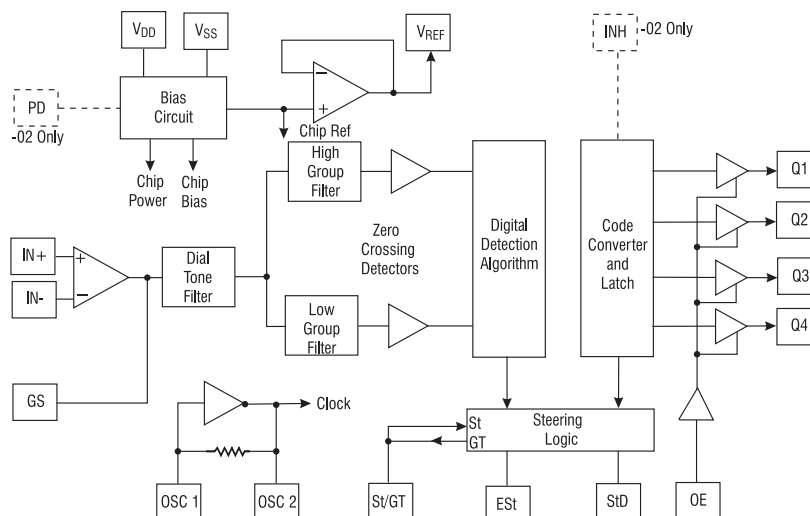 VDD
VSS
VREF
INH
-02 Only
PD
-02 Only
Bias
Circuit
−
+
Chip Ref
Chip
Power
Chip
Bias
High
Group
Filter
IN+
IN-
+
−
Dial
Tone
Filter
Zero
Crossing
Detectors
Low
Group
Filter
Digital
Detection
Algorithm
Code
Converter
and
Latch
Q1
Q2
Q3
Q4
GS
Clock
St
GT
Steering
Logic
OSC 1
OSC 2
St/GT
ESt
StD
OE